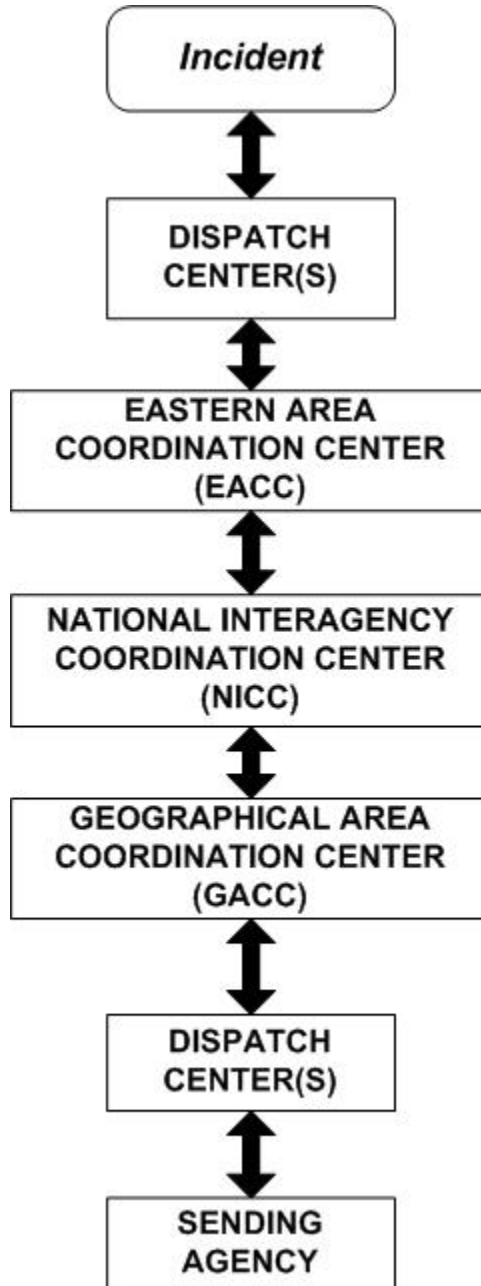 Incident
DISPATCH
CENTER(S)
EASTERN AREA
COORDINATION CENTER
(EACC)
NATIONAL INTERAGENCY
COORDINATION CENTER
(NICC)
GEOGRAPHICAL AREA
COORDINATION CENTER
(GACC)
DISPATCH
CENTER(S)
SENDING
AGENCY